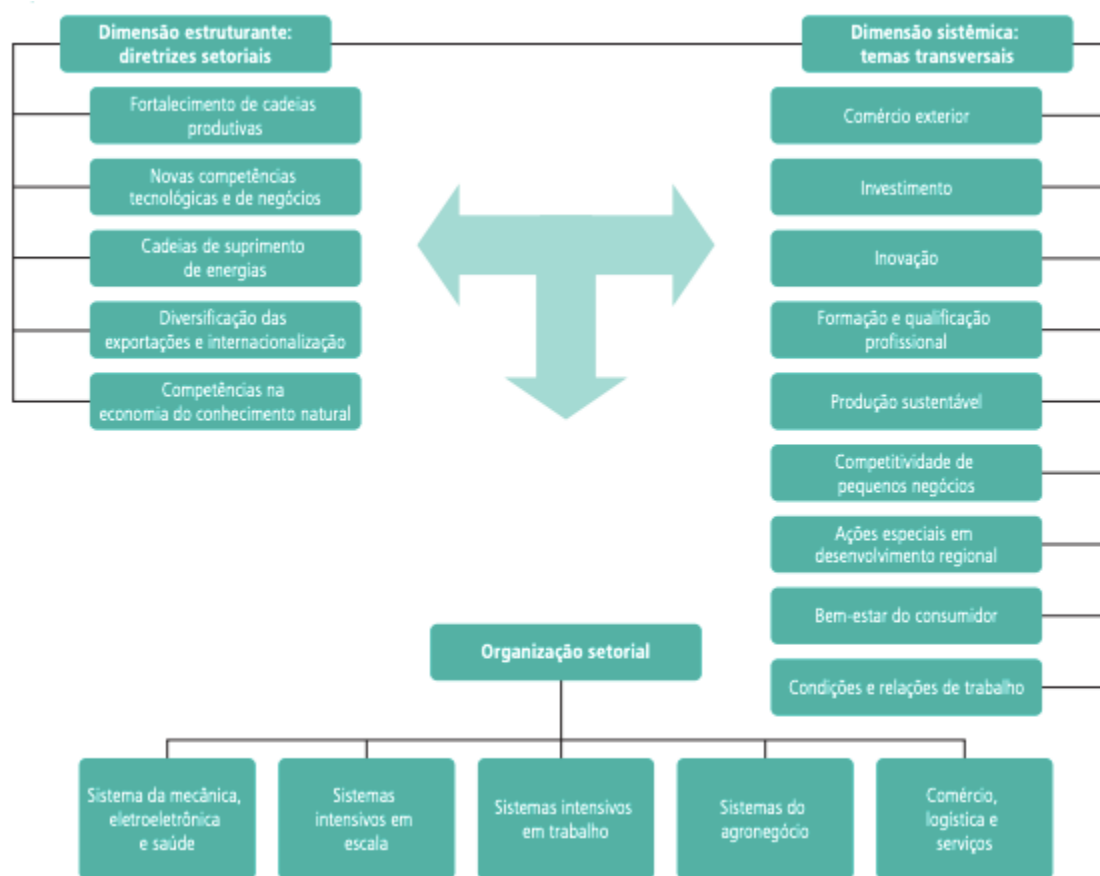 Dimensão estruturante:
diretrizes setoriais
Fortalecimento de cadeias
produtivas
Novas competências
tecnológicas e de negócios
Cadeias de suprimento
de energias
Diversificação das
exportações e internacionalização
Competências na
economia do conhecimento natural
Dimensão sistêmica:
temas transversais
Comércio exterior
Investimento
Inovação
Formação e qualificação
profissional
Produção sustentável
Competitividade de
pequenos negócios
Ações especiais em
desenvolvimento regional
Bem-estar do consumidor
Condições e relações de trabalho
Organização setorial
Sistema da mecânica,
eletroeletrônica
e saúde
Sistemas
intensivos em
escala
Sistemas intensivos
em trabalho
Sistemas do
agronegócio
Comércio,
logística e
serviços